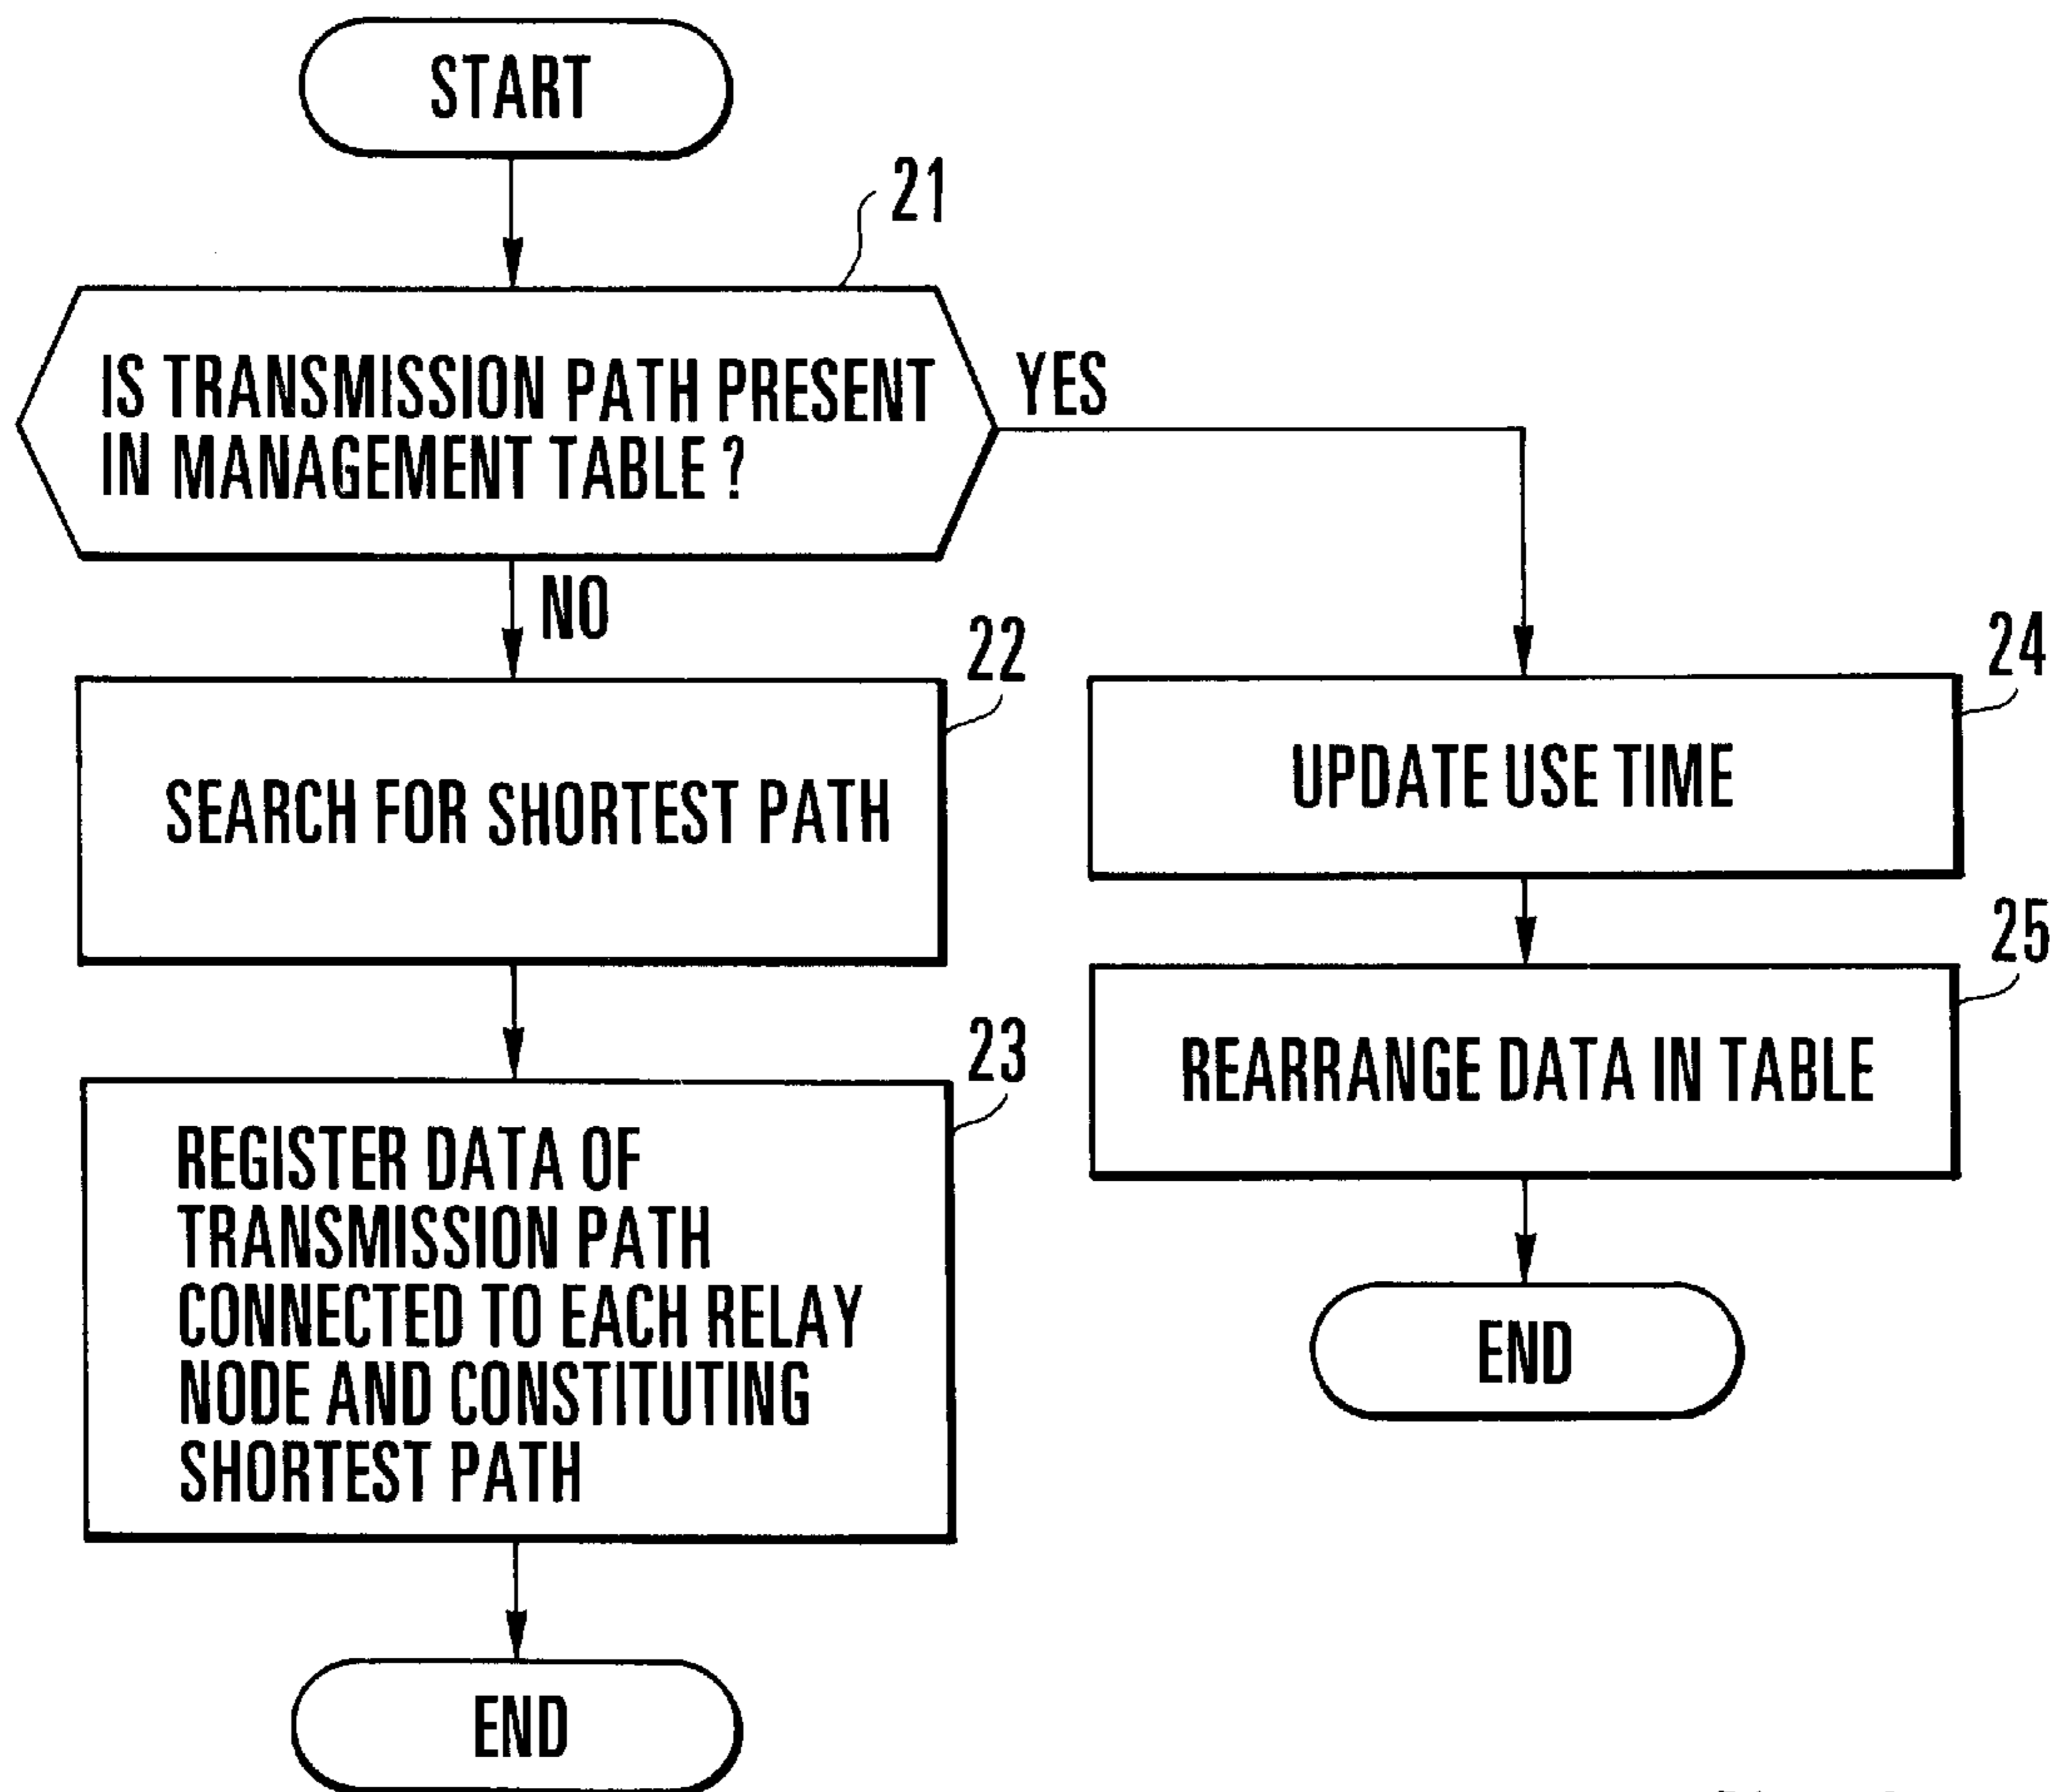 START
21
IS TRANSMISSION PATH PRESENT
IN MANAGEMENT TABLE ?
YES
NO
22
SEARCH FOR SHORTEST PATH
23
REGISTER DATA OF
TRANSMISSION PATH
CONNECTED TO EACH RELAY
NODE AND CONSTITUTING
SHORTEST PATH
END
24
UPDATE USE TIME
25
REARRANGE DATA IN TABLE
END